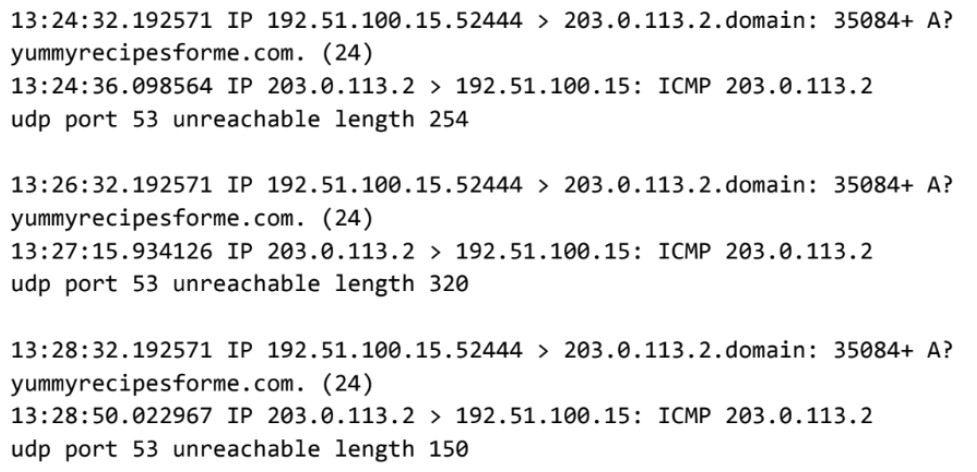 13:24:32.192571 IP 192.51.100.15.52444 > 203.0.113.2.domain: 35084+ A?
yummyrecipesforme.com. (24)
13:24:36.098564 IP 203.0.113.2 > 192.51.100.15: ICMP 203.0.113.2
udp port 53 unreachable length 254
13:26:32.192571 IP 192.51.100.15.52444 > 203.0.113.2.domain: 35084+ A?
yummyrecipesforme.com. (24)
13:27:15.934126 IP 203.0.113.2 > 192.51.100.15: ICMP 203.0.113.2
udp port 53 unreachable length 320
13:28:32.192571 IP 192.51.100.15.52444 > 203.0.113.2.domain: 35084+ A?
yummyrecipesforme.com. (24)
13:28:50.022967 IP 203.0.113.2 > 192.51.100.15: ICMP 203.0.113.2
udp port 53 unreachable length 150